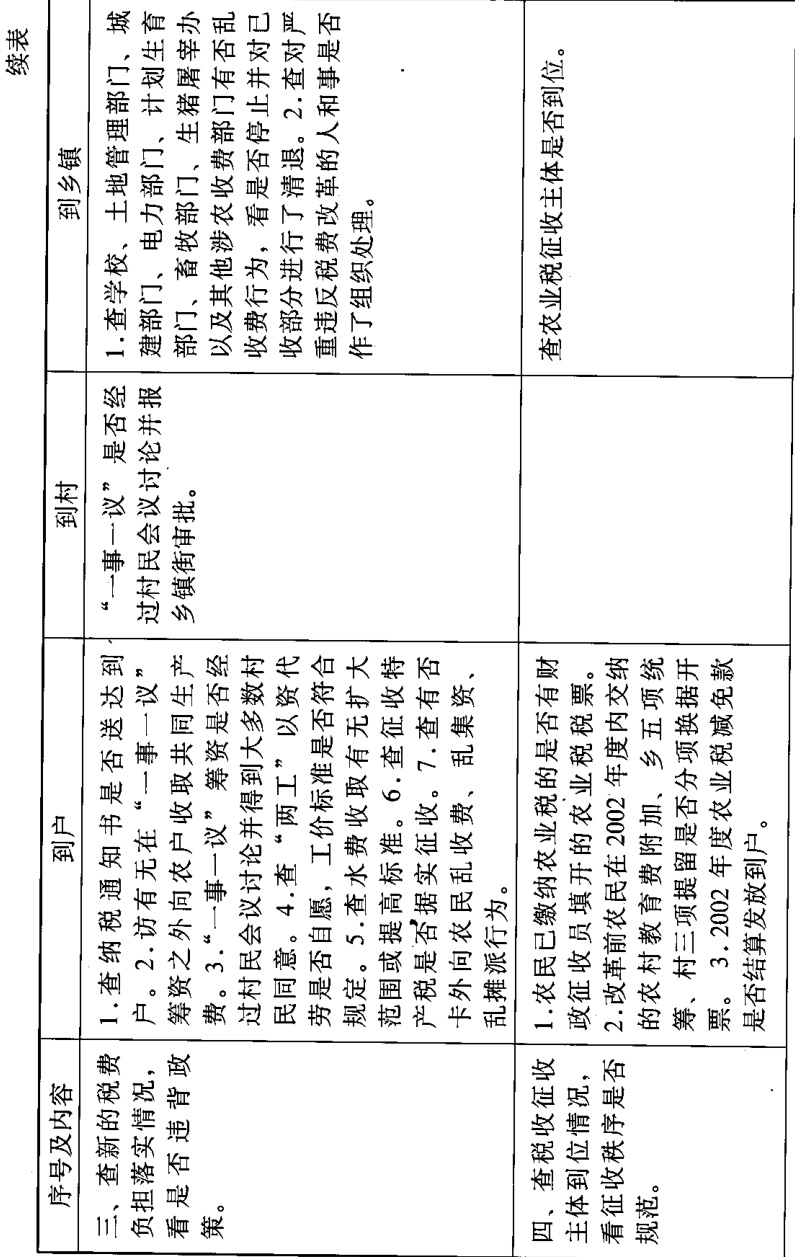 续表
序号及内容
到户
到村
到乡镇
三、查新的税费
负担落实情况，
看是否违背政
策。
1.查纳税通知书是否送达到
户。2.访有无在“一事一议”
筹资之外向农户收取共同生产
费。3.“一事一议”筹资是否经
过村民会议讨论并得到大多数村
民同意。4.查“两工”以资代
劳是否自愿，工价标准是否符合
规定。5.查水费收取有无扩大
范围或提高标准。6.查征收特
产税是否据实征收。7.查有否
卡外向农民乱收费、乱集资、
乱摊派行为。
“一事一议”是否经
过村民会议讨论并报
乡镇街审批。
1.查学校、土地管理部门、城
建部门、电力部门、计划生育
部门、畜牧部门、生猪屠宰办
以及其他涉农收费部门有否乱
收费行为，看是否停止并对已
收部分进行了清退。2.查对严
重违反税费改革的人和事是否
作了组织处理。
四、查税收征收
主体到位情况，
看征收秩序是否
规范。
1.农民已缴纳农业税的是否有财
政征收员填开的农业税税票。
2.改革前农民在2002年度内交纳
的农村教育费附加、乡五项统
筹、村三项提留是否分项换据开
票。 3.2002年度农业税减免款
是否结算发放到户。
查农业税征收主体是否到位。